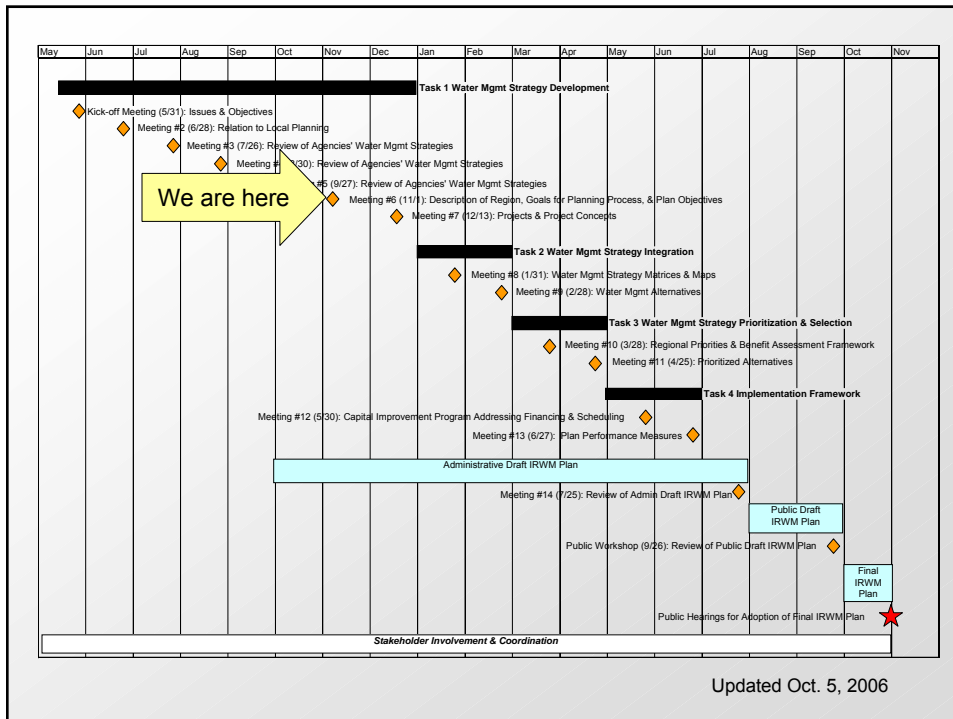 May Jun Jul Aug Sep Oct Nov Dec Jan Feb Mar Apr May Jun Jul Aug Sep Oct Nov
Task 1 Water Mgmt Strategy Development
Kick-off Meeting (5/31): Issues & Objectives
Meeting #2 (6/28): Relation to Local Planning
Meeting #3 (7/26): Review of Agencies' Water Mgmt Strategies
Meeting /30): Review of Agencies' Water Mgmt Strategies
#5 (9/27): Review of Agencies' Water Mgmt Strategies
We are here
Meeting #6 (11/1): Description of Region, Goals for Planning Process, & Plan Objectives
Meeting #7 (12/13): Projects & Project Concepts
Task 2 Water Mgmt Strategy Integration
Meeting #8 (1/31): Water Mgmt Strategy Matrices & Maps
Meeting #9 (2/28): Water Mgmt Alternatives
Task 3 Water Mgmt Strategy Prioritization & Selection
Meeting #10 (3/28): Regional Priorities & Benefit Assessment Framework
Meeting #11 (4/25): Prioritized Alternatives
Task 4 Implementation Framework
Meeting #12 (5/30): Capital Improvement Program Addressing Financing & Scheduling
Meeting #13 (6/27): Plan Performance Measures
Administrative Draft IRWM Plan
Meeting #14 (7/25): Review of Admin Draft IRWM Plan
Public Draft
IRWM Plan
Public Workshop (9/26): Review of Public Draft IRWM Plan
Final
IRWM
Plan
Public Hearings for Adoption of Final IRWM Plan
Stakeholder Involvement & Coordination
Updated Oct. 5, 2006